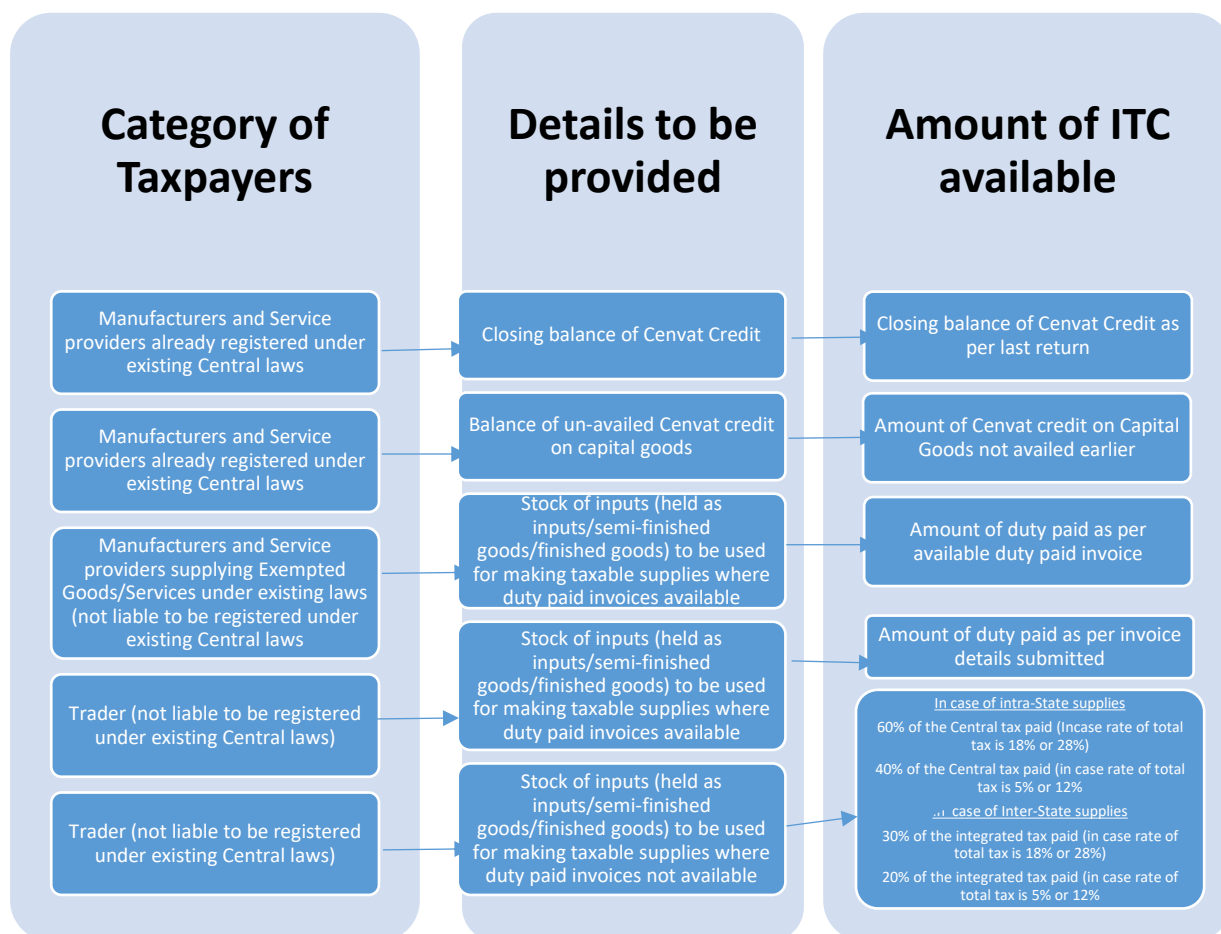 Category of
Taxpayers
Details to be
provided
Amount of ITC
available
Manufacturers and Service
providers already registered under
existing Central laws
Closing balance of Cenvat Credit
Closing balance of Cenvat Credit as
per last return
Manufacturers and Service
providers already registered under
existing Central laws
Balance of un-availed Cenvat credit
on capital goods
Amount of Cenvat credit on Capital
Goods not availed earlier
Manufacturers and Service
providers supplying Exempted
Goods/Services under existing laws
(not liable to be registered under
existing Central laws
Stock of inputs (held as
inputs/semi-finished
goods/finished goods) to be used
for making taxable supplies where
duty paid invoices available
Amount of duty paid as per
available duty paid invoice
Trader (not liable to be registered
under existing Central laws)
Stock of inputs (held as
inputs/semi-finished
goods/finished goods) to be used
for making taxable supplies where
duty paid invoices available
Amount of duty paid as per invoice
details submitted
Trader (not liable to be registered
under existing Central laws)
Stock of inputs (held as
inputs/semi-finished
goods/finished goods) to be used
for making taxable supplies where
duty paid invoices not available
In case of intra-State supplies
60% of the Central tax paid (Incase rate of total
tax is 18% or 28%)
40% of the Central tax paid (in case rate of total
tax is 5% or 12%
case of Inter-State supplies
30% of the integrated tax paid (in case rate of
total tax is 18% or 28%)
20% of the integrated tax paid (in case rate of
total tax is 5% or 12%